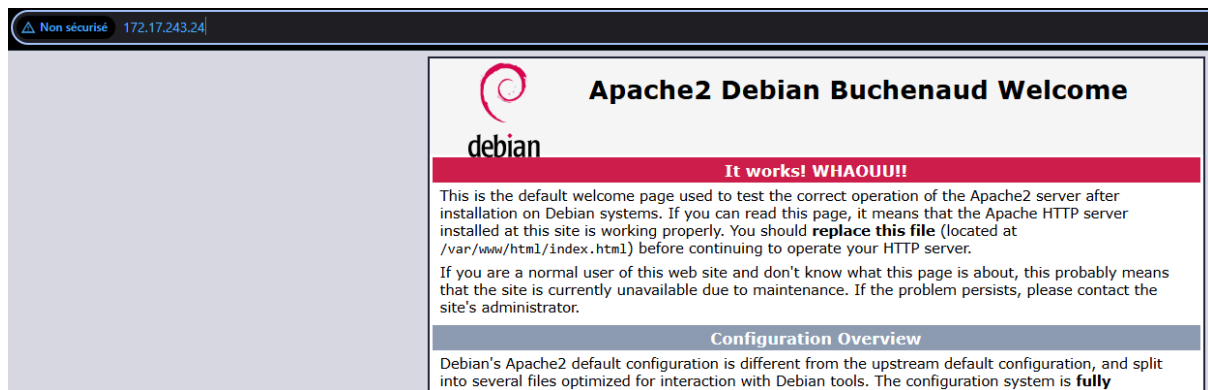 Non sécurisé 172.17.243.24
Apache2 Debian Buchenaud Welcome
debian
It works! WHAOUU!!
This is the default welcome page used to test the correct operation of the Apache2 server after
installation on Debian systems. If you can read this page, it means that the Apache HTTP server
installed at this site is working properly. You should replace this file (located at
/var/www/html/index.html) before continuing to operate your HTTP server.
If you are a normal user of this web site and don't know what this page is about, this probably means
that the site is currently unavailable due to maintenance. If the problem persists, please contact the
site's administrator.
Configuration Overview
Debian's Apache2 default configuration is different from the upstream default configuration, and split
into several files optimized for interaction with Debian tools. The configuration system is fully